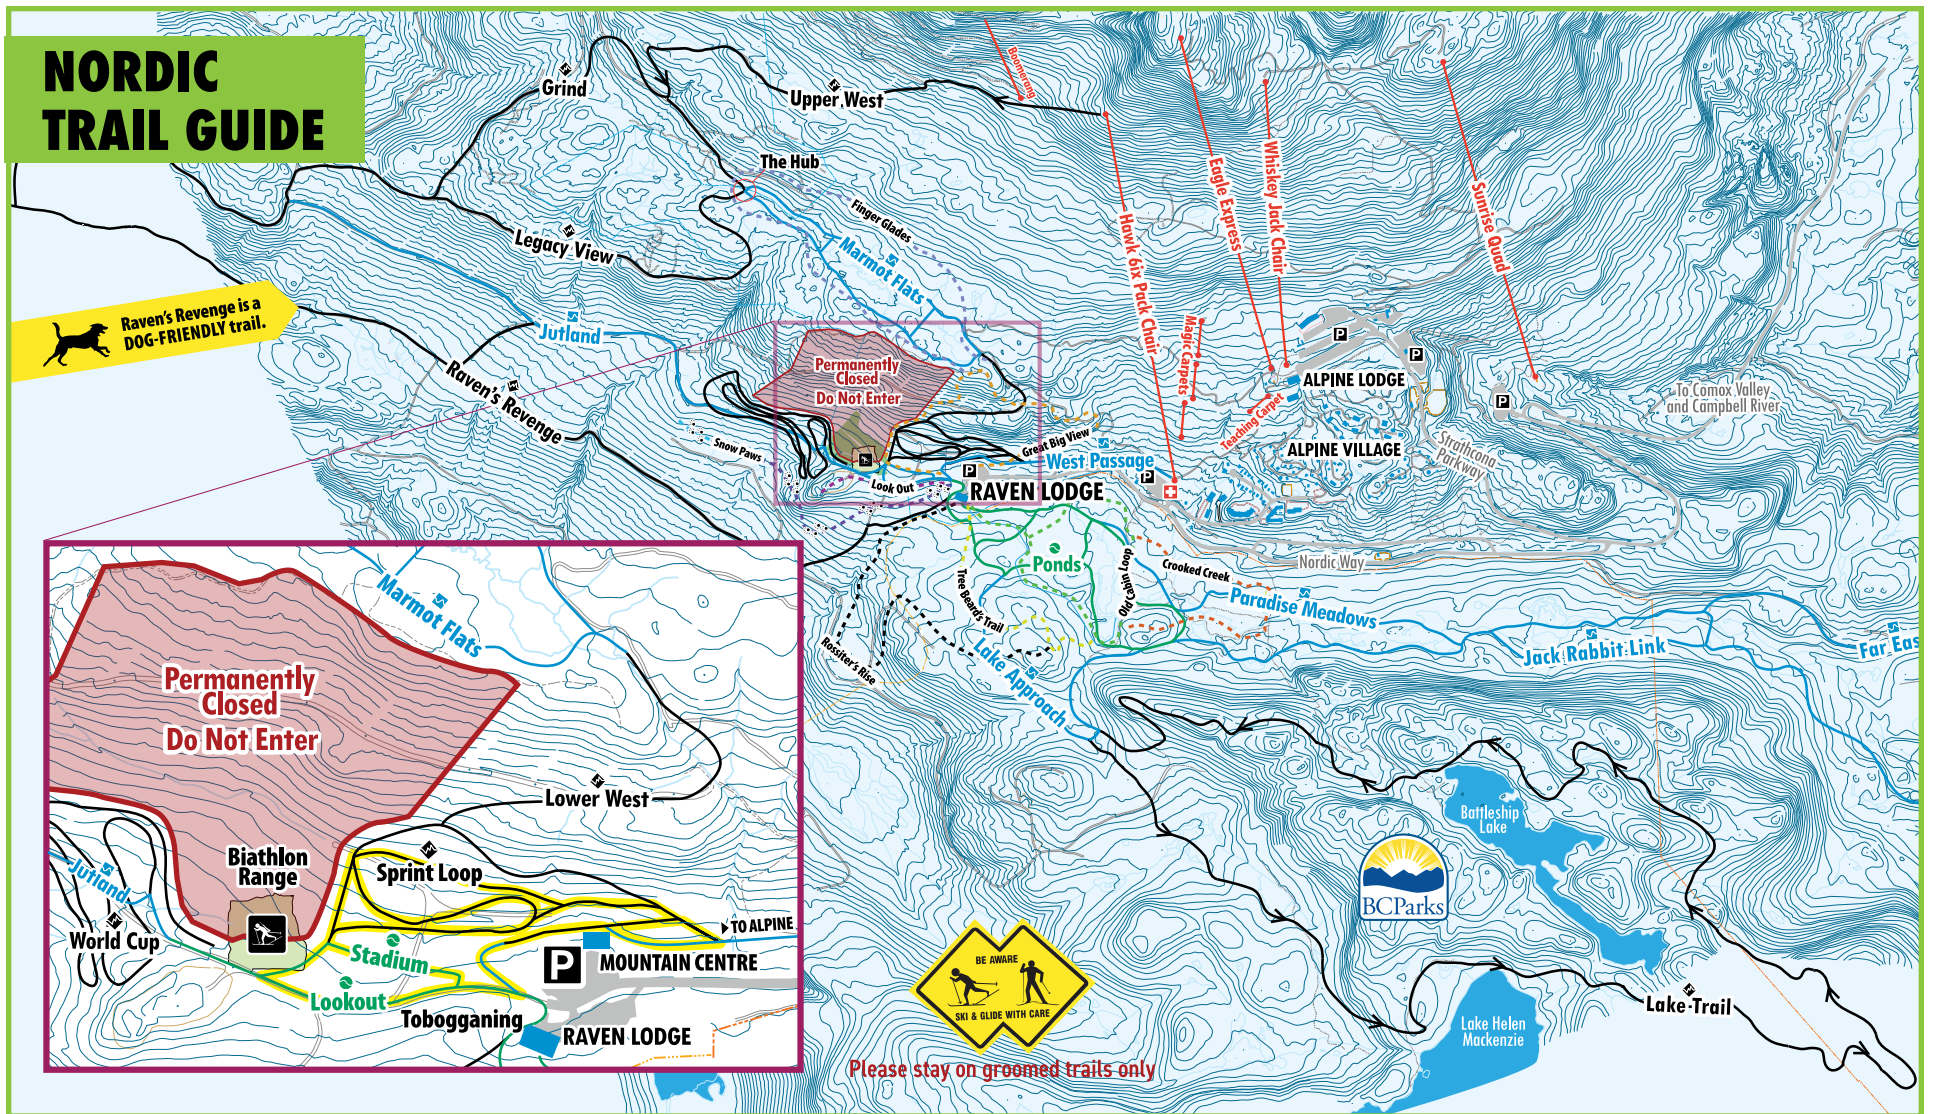 NORDIC
TRAIL GUIDE
Grind
Upper West
Boomerang
The Hub
Finger Glades
Marmot Flats
Legacy View
Jutland
Raven's Revenge is a
DOG-FRIENDLY trail.
Raven's Revenge
Permanently
Closed
Do Not Enter
Snow Paws
Look Out
Great Big View
West Passage
P
P
RAVEN LODGE
Hawk 6ix Pack Chair
Eagle Express
Whiskey Jack Chair
Sunrise Quad
Magic Carpets
Teaching Carpet
P
P
P
ALPINE LODGE
ALPINE VILLAGE
Strathcona
Parkway
To Comox Valley
and Campbell River
Nordic Way
Ponds
Old Cabin Loop
Crooked Creek
Tree Beard's Trail
Rossiter's Rise
Lake Approach
Paradise Meadows
Jack Rabbit Link
Far Eas
Battleship
Lake
BCParks
Lake Helen
Mackenzie
Lake Trail
BE AWARE
SKI & GLIDE WITH CARE
Please stay on groomed trails only
Marmot Flats
Permanently
Closed
Do Not Enter
Lower West
Biathlon
Range
Sprint Loop
Jutland
World Cup
Stadium
Lookout
TO ALPINE
P
MOUNTAIN CENTRE
Tobogganing
RAVEN LODGE